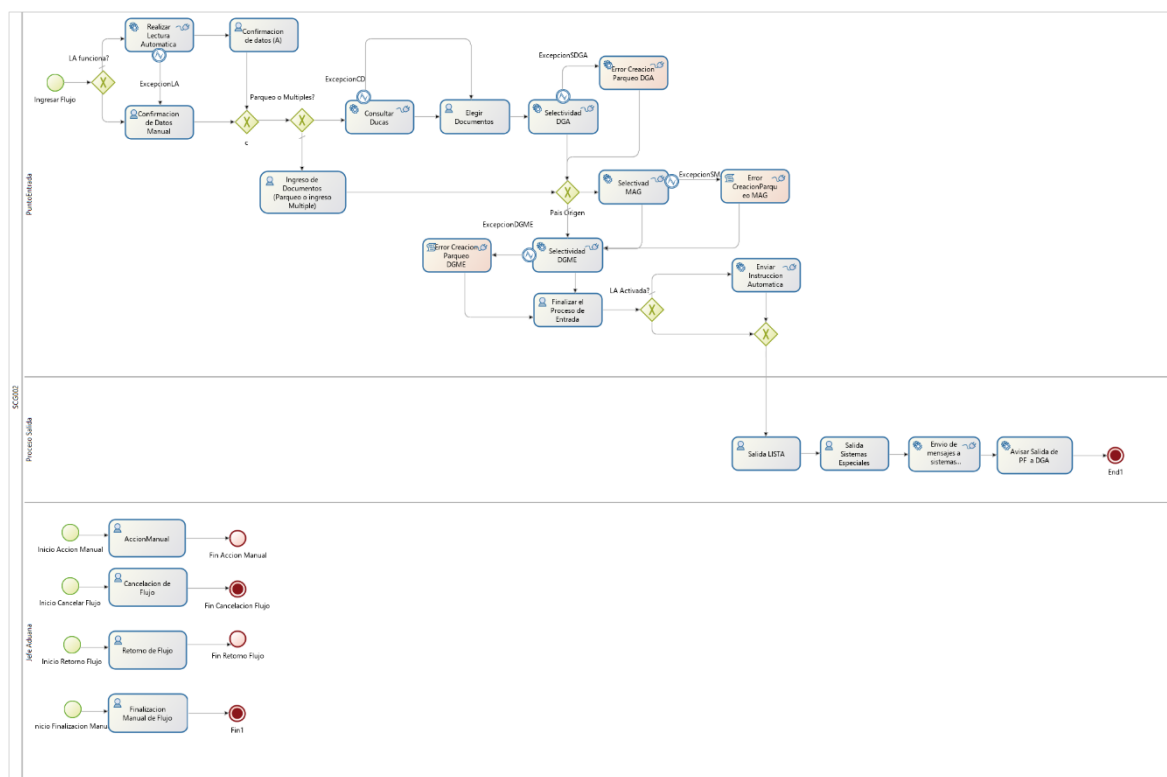 SCG002
PuntoEntrada
Ingresar Flujo
LA funciona?
Realizar
Lectura
Automatica
ExcepcionLA
Confirmacion
de datos (A)
Confirmacion
de Datos
Manual
c
Parqueo o Multiples?
ExcepcionCD
Consultar
Ducas
Elegir
Documentos
ExcepcionSDGA
Selectividad
DGA
Error Creacion
Parqueo DGA
Ingreso de
Documentos
(Parqueo o ingreso
Multiple)
Pais Origen
Selectivad
MAG
ExcepcionSM
Error
CreacionParqu
eo MAG
ExcepcionDGME
Error Creacion
Parqueo
DGME
Selectividad
DGME
Finalizar el
Proceso de
Entrada
LA Activada?
Enviar
Instruccion
Automatica
Proceso Salida
Salida LISTA
Salida
Sistemas
Especiales
Envio de
mensajes a
sistemas...
Avisar Salida de
PF a DGA
End1
Jefe Aduana
Inicio Accion Manual
AccionManual
Fin Accion Manual
Inicio Cancelar Flujo
Cancelacion de
Flujo
Fin Cancelacion Flujo
Inicio Retorno Flujo
Retorno de Flujo
Fin Retorno Flujo
nicio Finalizacion Manu
Finalizacion
Manual de Flujo
Fin1